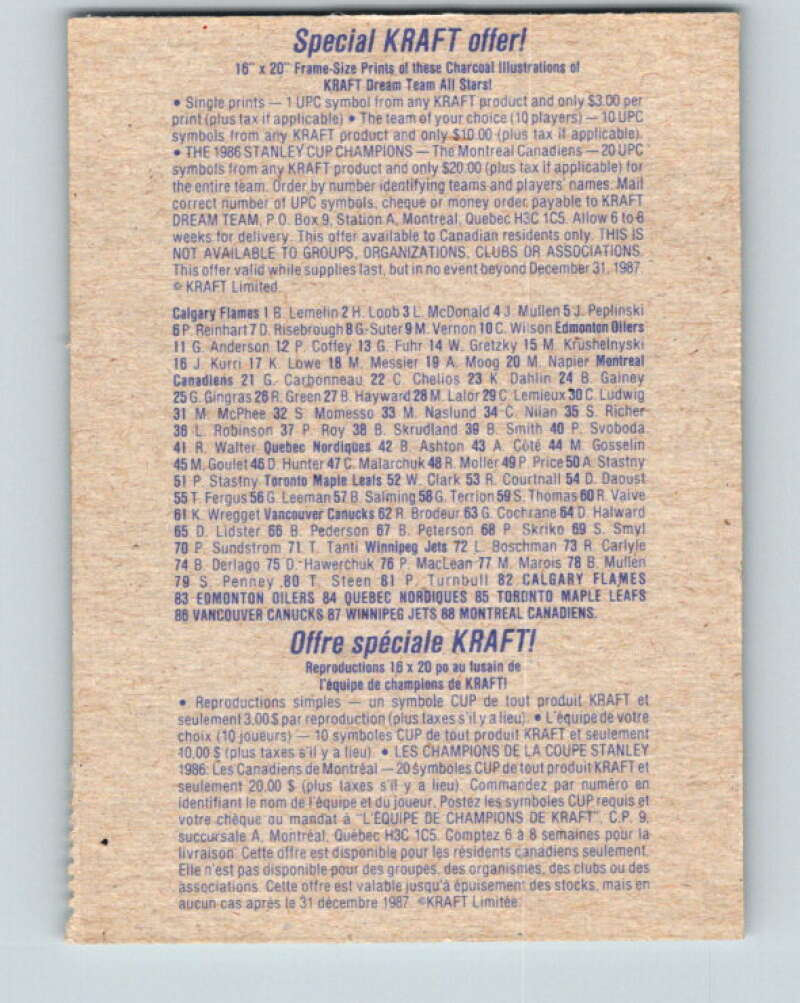 Special KRAFT offer!
16" x 20" Frame-Size Prints of these Charcoal Illustrations of
KRAFT Dream Team All Stars!
• Single prints — 1 UPC symbol from any KRAFT product and only $3.00 per
print (plus tax if applicable) • The team of your choice (10 players) — 10 UPC
symbols from any KRAFT product and only $10.00 (plus tax if applicable).
• THE 1986 STANLEY CUP CHAMPIONS — The Montreal Canadiens — 20 UPC
symbols from any KRAFT product and only $20.00 (plus tax if applicable) for
the entire team. Order by number identifying teams and players' names. Mail
correct number of UPC symbols, cheque or money order, payable to KRAFT
DREAM TEAM, P.O. Box 9, Station A, Montreal, Quebec H3C 1C5. Allow 6 to 8
weeks for delivery. This offer available to Canadian residents only. THIS IS
NOT AVAILABLE TO GROUPS, ORGANIZATIONS, CLUBS OR ASSOCIATIONS.
This offer valid while supplies last, but in no event beyond December 31, 1987.
© KRAFT Limited.
Calgary Flames 1 B. Lemelin 2 H. Loob 3 L. McDonald 4 J. Mullen 5 J. Peplinski
6 P. Reinhart 7 D. Risebrough 8 G. Suter 9 M. Vernon 10 C. Wilson Edmonton Oilers
11 G. Anderson 12 P. Coffey 13 G. Fuhr 14 W. Gretzky 15 M. Krushelnyski
16 J. Kurri 17 K. Lowe 18 M. Messier 19 A. Moog 20 M. Napier Montreal
Canadiens 21 G. Carbonneau 22 C. Chelios 23 K. Dahlin 24 B. Gainey
25 G. Gingras 26 R. Green 27 B. Hayward 28 M. Lalor 29 C. Lemieux 30 C. Ludwig
31 M. McPhee 32 S. Momesso 33 M. Naslund 34 C. Nilan 35 S. Richer
36 L. Robinson 37 P. Roy 38 B. Skrudland 39 B. Smith 40 P. Svoboda
41 R. Walter Quebec Nordiques 42 B. Ashton 43 A. Côté 44 M. Gosselin
45 M. Goulet 46 D. Hunter 47 C. Malarchuk 48 R. Moller 49 P. Price 50 A. Stastny
51 P. Stastny Toronto Maple Leafs 52 W. Clark 53 R. Courtnall 54 D. Daoust
55 T. Fergus 56 G. Leeman 57 B. Salming 58 G. Terrion 59 S. Thomas 60 R. Vaive
61 K. Wregget Vancouver Canucks 62 R. Brodeur 63 G. Cochrane 64 D. Halward
65 D. Lidster 66 B. Pederson 67 B. Peterson 68 P. Skriko 69 S. Smyl
70 P. Sundstrom 71 T. Tanti Winnipeg Jets 72 L. Boschman 73 R. Carlyle
74 B. Derlago 75 D. Hawerchuk 76 P. MacLean 77 M. Marois 78 B. Mullen
79 S. Penney 80 T. Steen 81 P. Turnbull 82 CALGARY FLAMES
83 EDMONTON OILERS 84 QUEBEC NORDIQUES 85 TORONTO MAPLE LEAFS
86 VANCOUVER CANUCKS 87 WINNIPEG JETS 88 MONTREAL CANADIENS.
Offre spéciale KRAFT!
Reproductions 16 x 20 po au fusain de
l'équipe de champions de KRAFT!
• Reproductions simples — un symbole CUP de tout produit KRAFT et
seulement 3,00 $ par reproduction (plus taxes s'il y a lieu). • L'équipe de votre
choix (10 joueurs) — 10 symboles CUP de tout produit KRAFT et seulement
10,00 $ (plus taxes s'il y a lieu). • LES CHAMPIONS DE LA COUPE STANLEY
1986: Les Canadiens de Montréal — 20 symboles CUP de tout produit KRAFT et
seulement 20,00 $ (plus taxes s'il y a lieu). Commandez par numéro en
identifiant le nom de l'équipe et du joueur. Postez les symboles CUP requis et
votre chèque ou mandat à "L'ÉQUIPE DE CHAMPIONS DE KRAFT", C.P. 9,
succursale A, Montréal, Québec H3C 1C5. Comptez 6 à 8 semaines pour la
livraison. Cette offre est disponible pour les résidents canadiens seulement.
Elle n'est pas disponible pour des groupes, des organismes, des clubs ou des
associations. Cette offre est valable jusqu'à épuisement des stocks, mais en
aucun cas après le 31 décembre 1987. ©KRAFT Limitée.